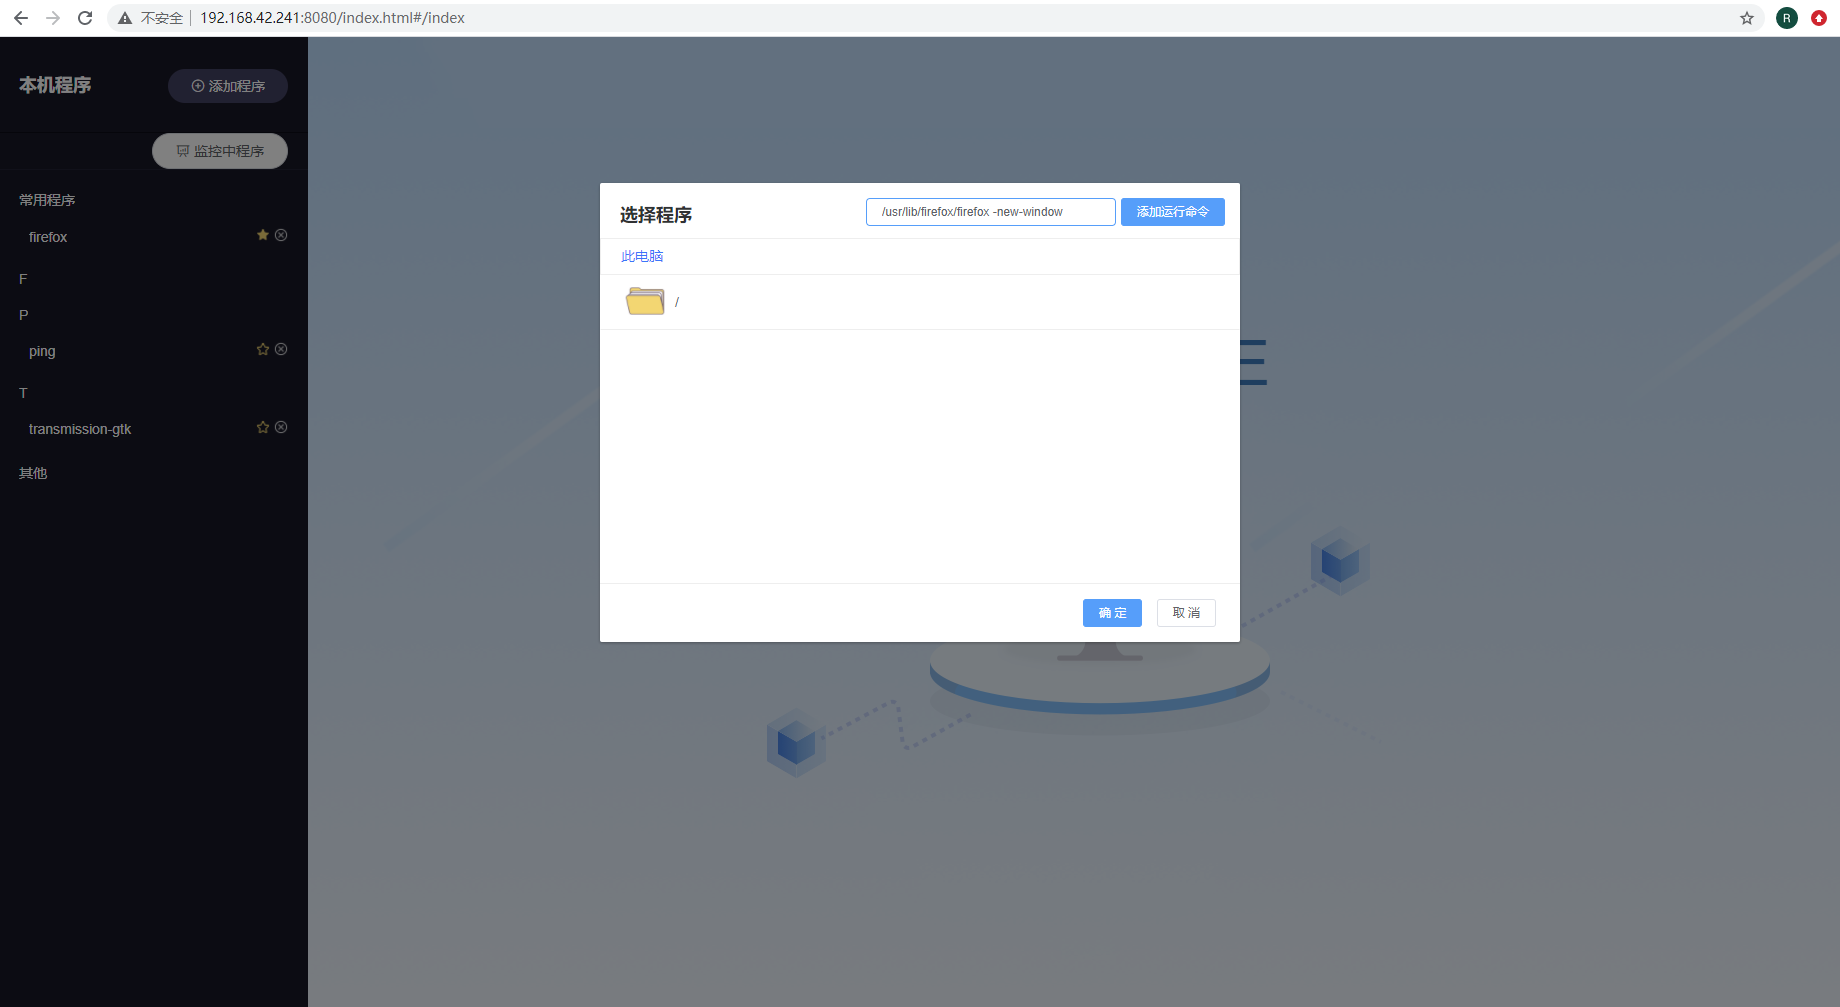 不安全 192.168.42.241:8080/index.html#/index
R
本机程序
添加程序
监控中程序
常用程序
firefox
F
P
ping
T
transmission-gtk
其他
选择程序
/usr/lib/firefox/firefox -new-window
添加运行命令
此电脑
/
确 定
取 消